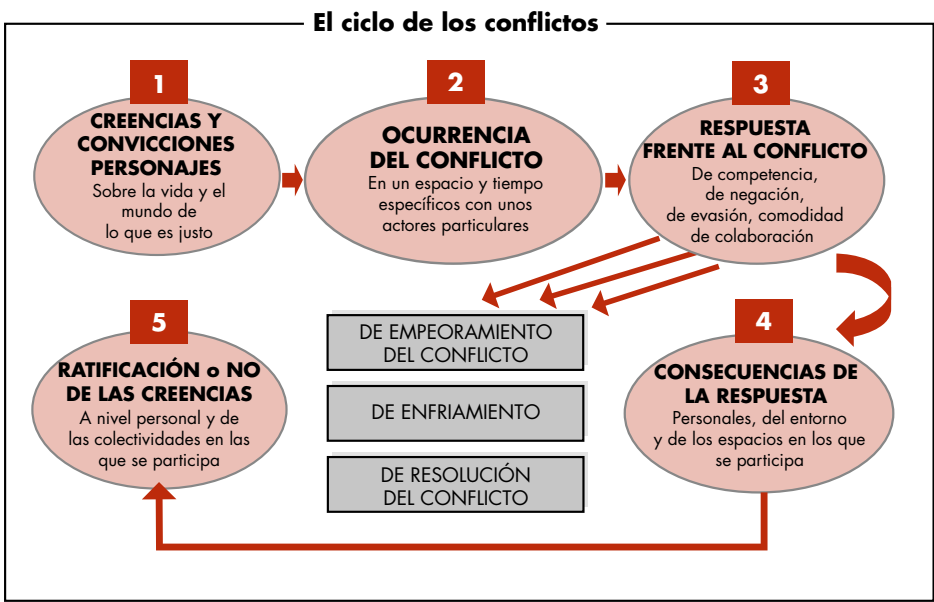 El ciclo de los conflictos
1
CREENCIAS Y
CONVICCIONES
PERSONAJES
Sobre la vida y el
mundo de
lo que es justo
2
OCURRENCIA
DEL CONFLICTO
En un espacio y tiempo
específicos con unos
actores particulares
3
RESPUESTA
FRENTE AL CONFLICTO
De competencia,
de negación,
de evasión, comodidad
de colaboración
DE EMPEORAMIENTO
DEL CONFLICTO
DE ENFRIAMIENTO
DE RESOLUCIÓN
DEL CONFLICTO
4
CONSECUENCIAS DE
LA RESPUESTA
Personales, del entorno
y de los espacios en los que
se participa
5
RATIFICACIÓN o NO
DE LAS CREENCIAS
A nivel personal y de
las colectividades en las
que se participa